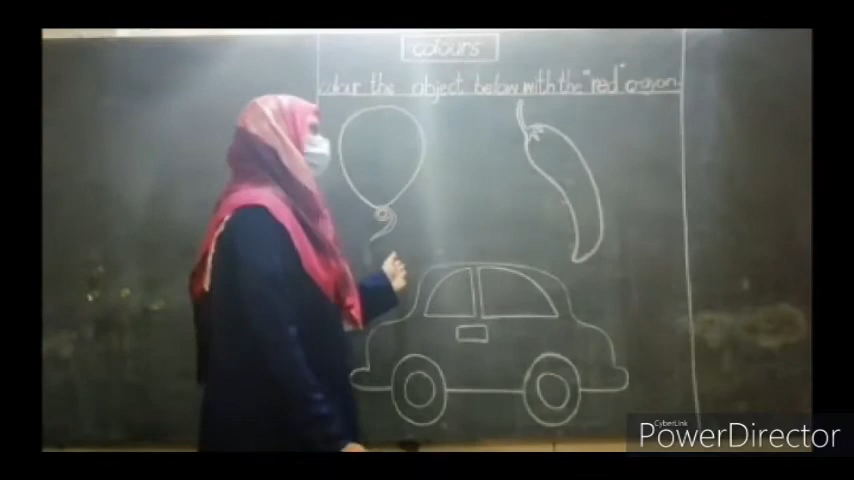 colours
colour the object below with the "red" crayon.
CyberLink
PowerDirector